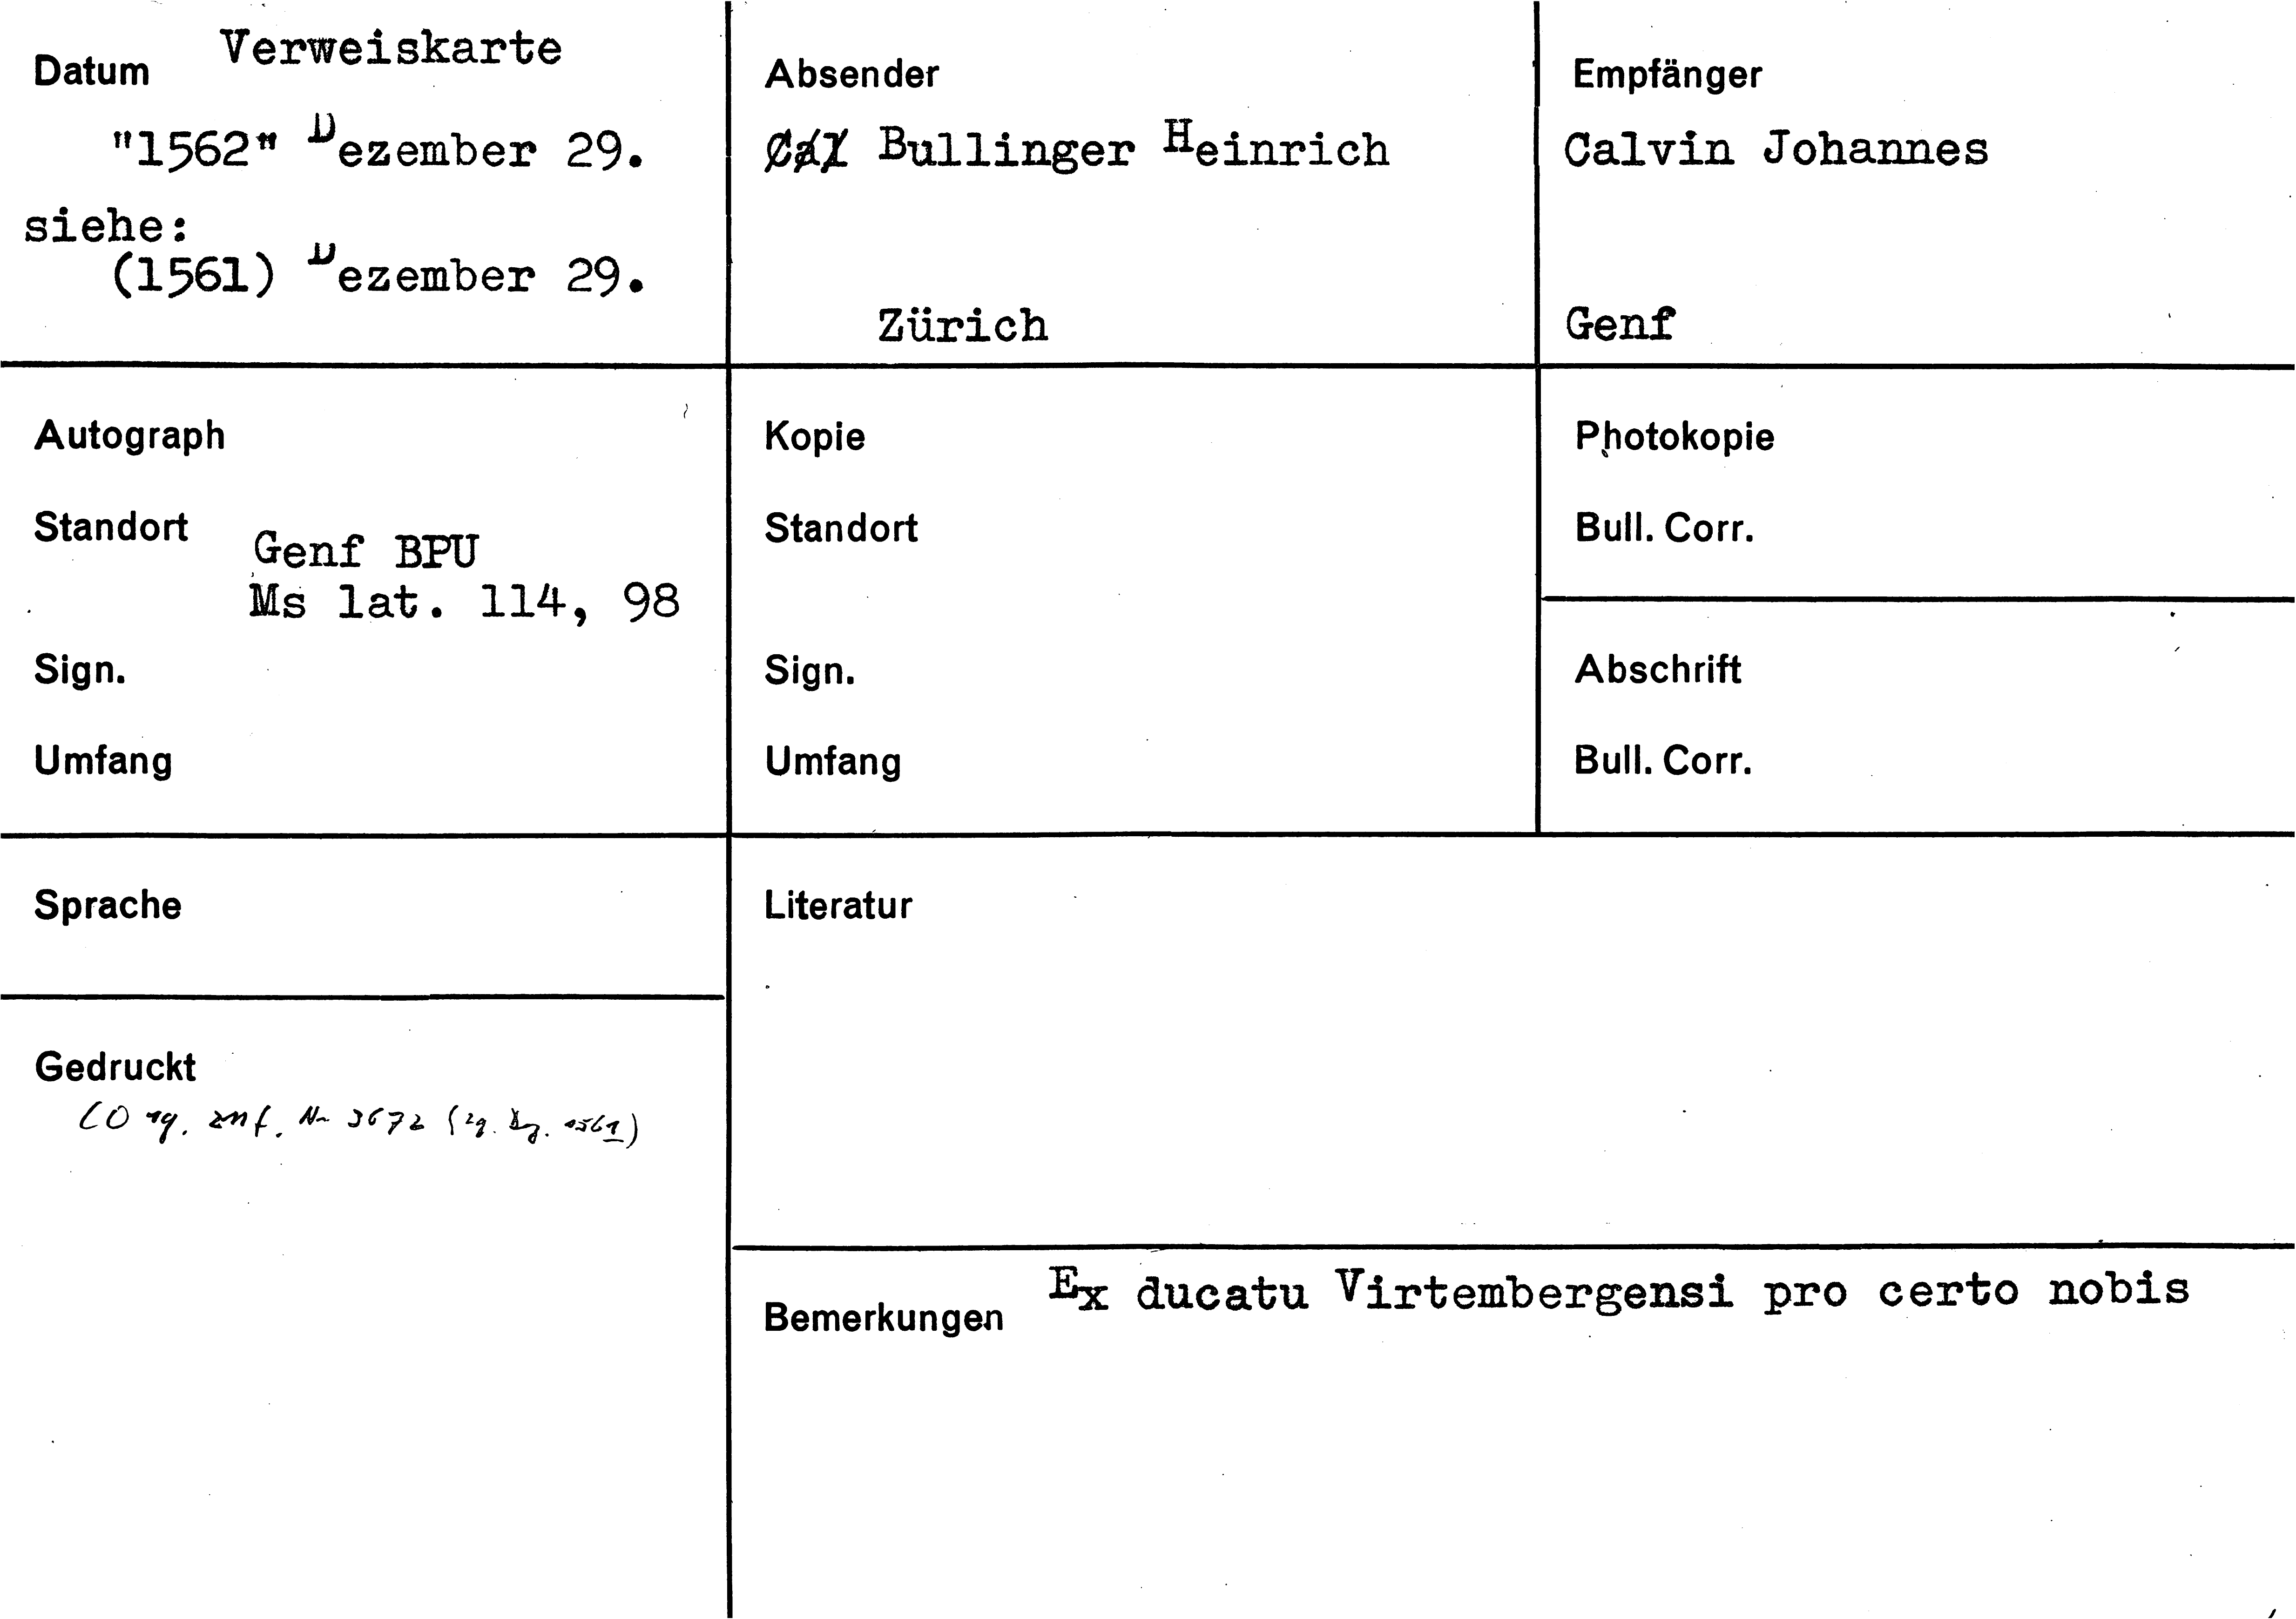 Verweiskarte
Datum
"1562" Dezember 29.
siehe:
(1561) Dezember 29.
Absender
Cal Bullinger Heinrich
Zürich
Empfänger
Calvin Johannes
Genf
Autograph
Standort
Genf BPU
Ms lat. 114, 98
Sign.
Umfang
Kopie
Standort
Sign.
Umfang
Photokopie
Bull. Corr.
Abschrift
Bull. Corr.
Sprache
Gedruckt
CO 19. 211f. Nr 3672 (29. Dez. 1561)
Literatur
Bemerkungen
Ex ducatu Virtembergensi pro certo nobis